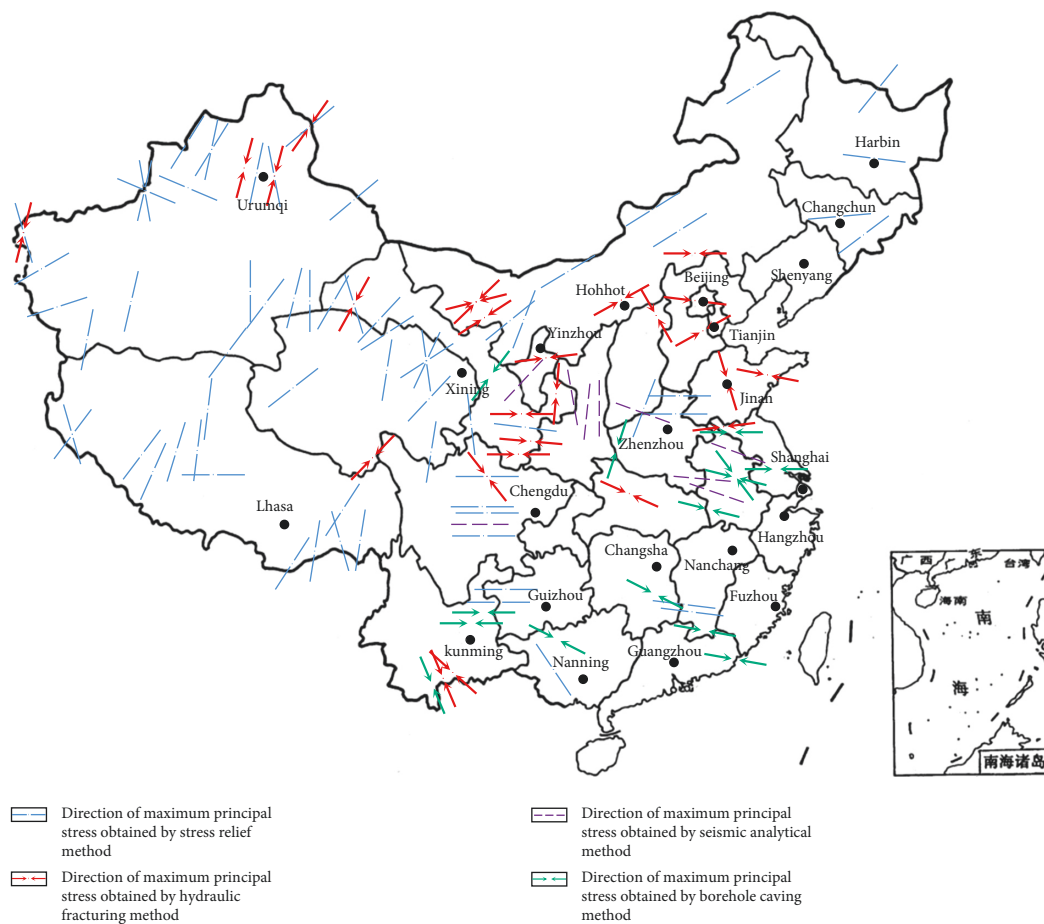 Harbin
Urumqi
Changchun
Shenyang
Beijing
Hohhot
Tianjin
Yinzhou
Xining
Jinan
Zhenzhou
Shanghai
Chengdu
Lhasa
Hangzhou
Changsha
Nanchang
Guizhou
Fuzhou
kunming
Nanning
Guangzhou
广西
广东
台湾
海南
南
海
南海诸岛
Direction of maximum principal
stress obtained by stress relief
method
Direction of maximum principal
stress obtained by hydraulic
fracturing method
Direction of maximum principal
stress obtained by seismic analytical
method
Direction of maximum principal
stress obtained by borehole caving
method